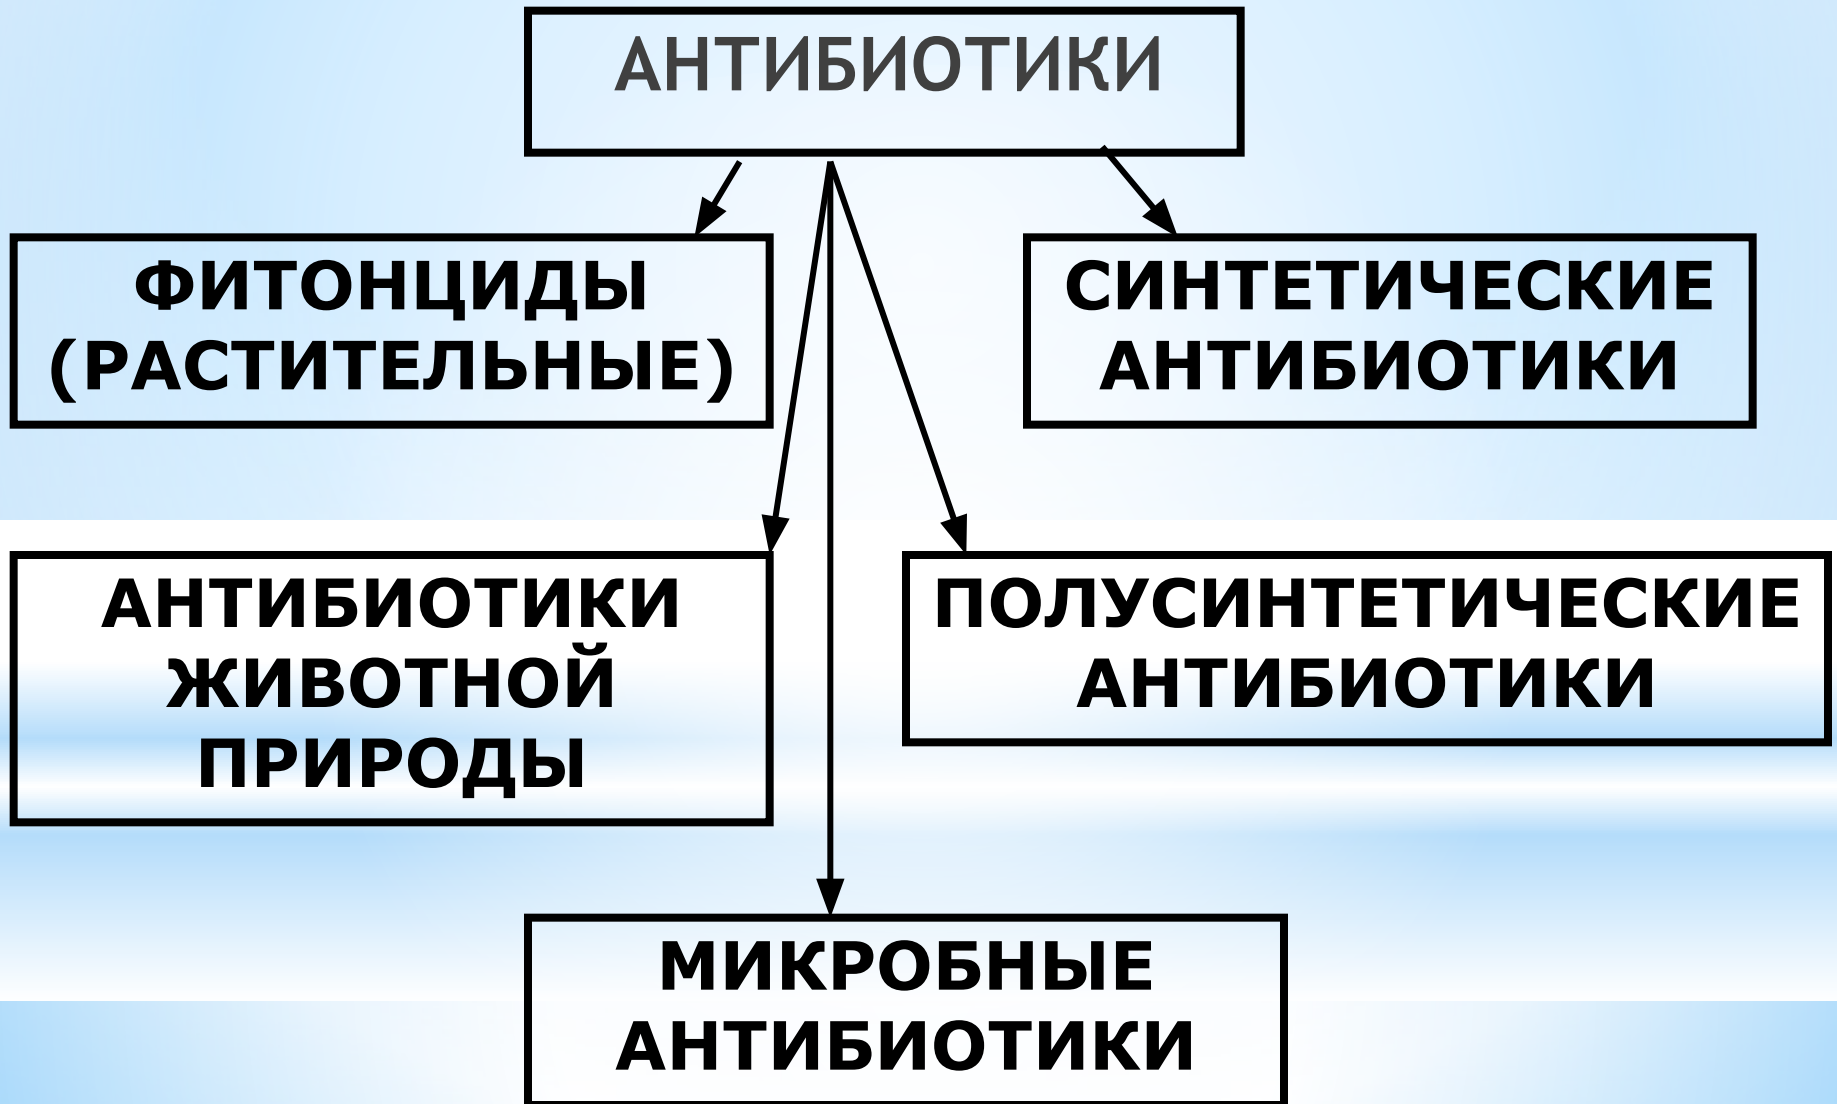 АНТИБИОТИКИ
ФИТОНЦИДЫ
(РАСТИТЕЛЬНЫЕ)
СИНТЕТИЧЕСКИЕ
АНТИБИОТИКИ
АНТИБИОТИКИ
ЖИВОТНОЙ
ПРИРОДЫ
ПОЛУСИНТЕТИЧЕСКИЕ
АНТИБИОТИКИ
МИКРОБНЫЕ
АНТИБИОТИКИ